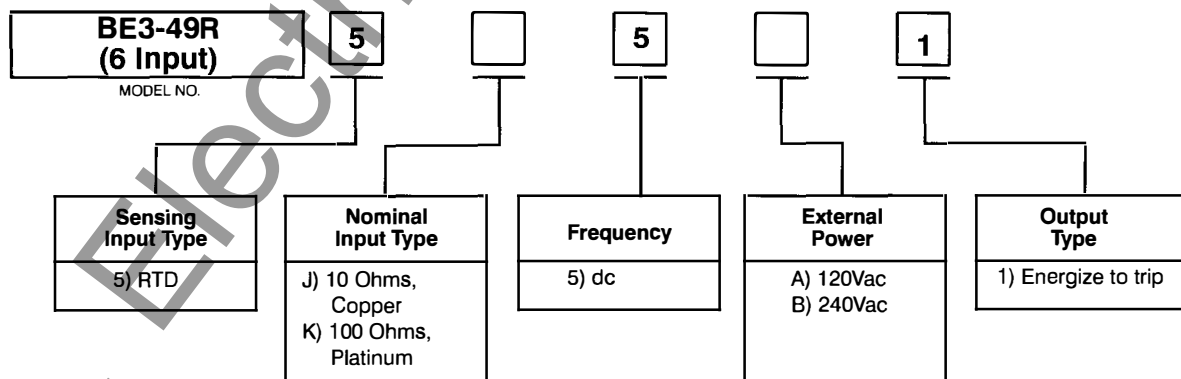 BE3-49R
(6 Input)
5
5
1
MODEL NO.
Sensing
Input Type
5) RTD
Nominal
Input Type
J) 10 Ohms,
Copper
K) 100 Ohms,
Platinum
Frequency
5) dc
External
Power
A) 120Vac
B) 240Vac
Output
Type
1) Energize to trip
Electri